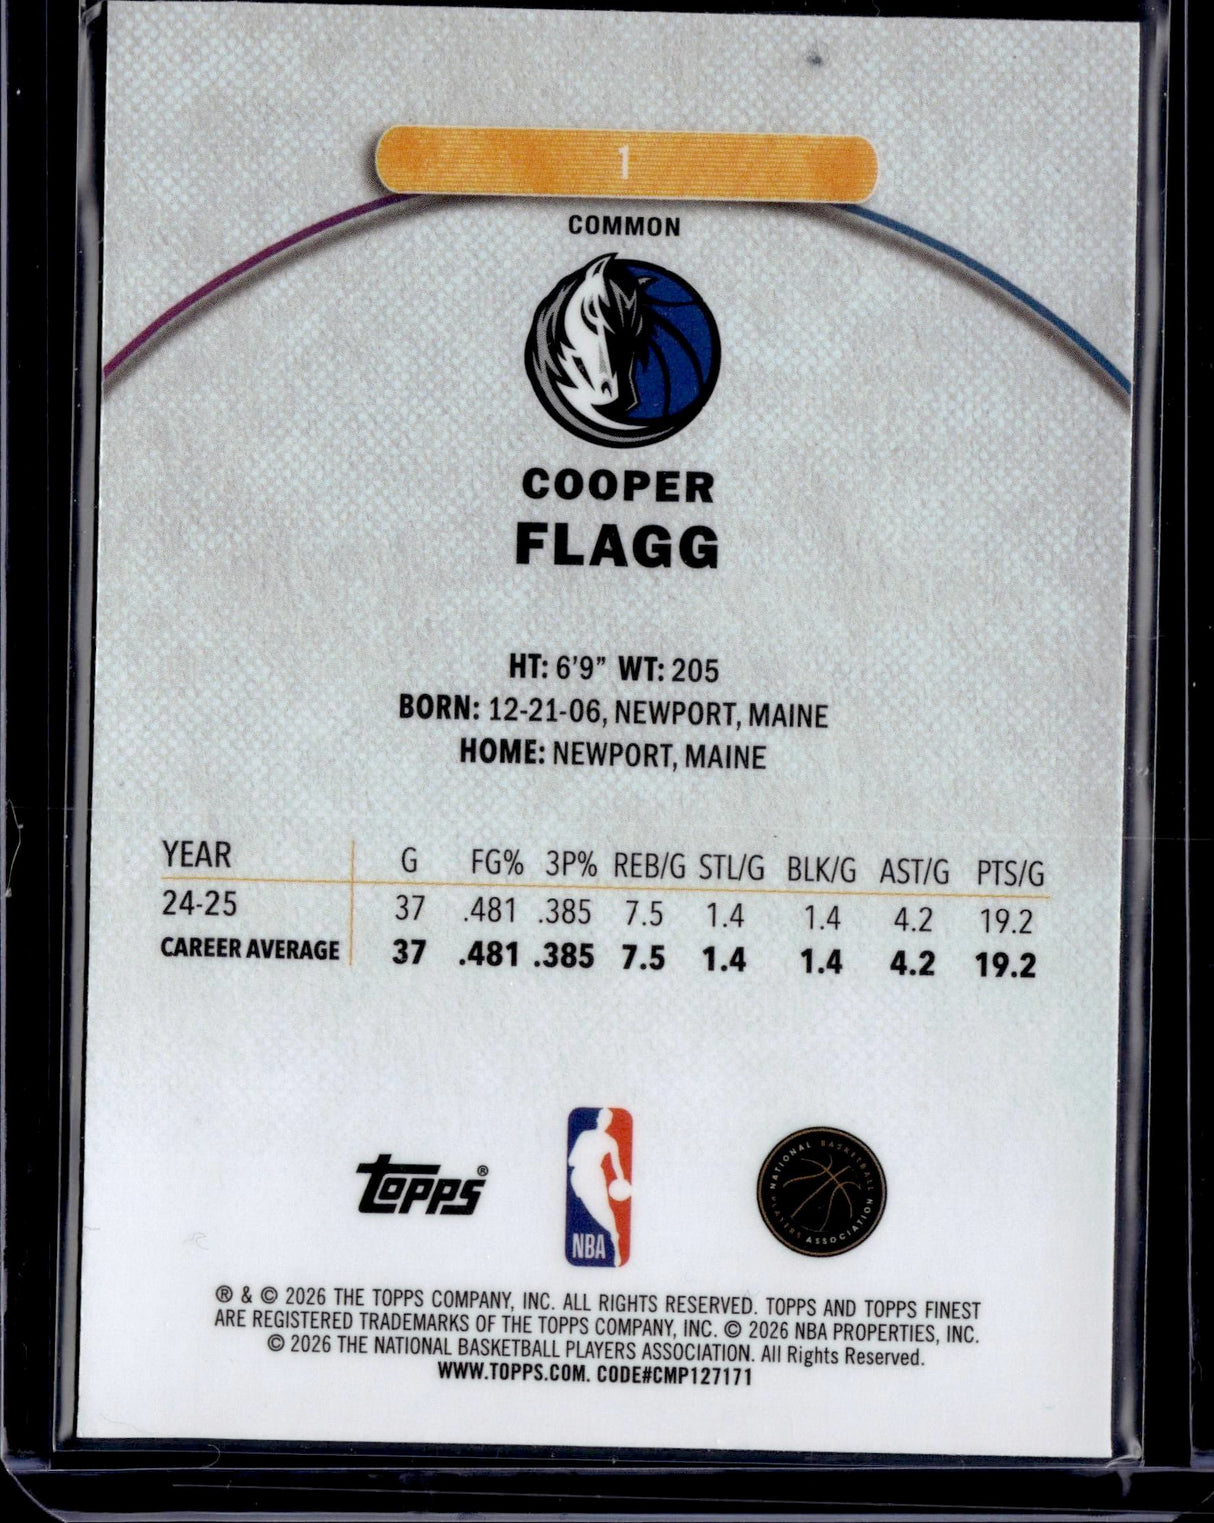 1
COMMON
COOPER
FLAGG
HT: 6'9” WT: 205
BORN: 12-21-06, NEWPORT, MAINE
HOME: NEWPORT, MAINE
YEAR G FG% 3P% REB/G STL/G BLK/G AST/G PTS/G
24-25 37 .481 .385 7.5 1.4 1.4 4.2 19.2
CAREER AVERAGE 37 .481 .385 7.5 1.4 1.4 4.2 19.2
topps®
NBA
NATIONAL BASKETBALL PLAYERS ASSOCIATION
® & © 2026 THE TOPPS COMPANY, INC. ALL RIGHTS RESERVED. TOPPS AND TOPPS FINEST
ARE REGISTERED TRADEMARKS OF THE TOPPS COMPANY, INC. © 2026 NBA PROPERTIES, INC.
© 2026 THE NATIONAL BASKETBALL PLAYERS ASSOCIATION. All Rights Reserved.
WWW.TOPPS.COM. CODE#CMP127171